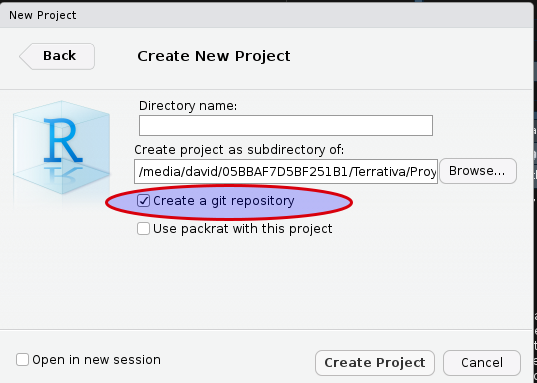 New Project
Back
Create New Project
R
Directory name:
Create project as subdirectory of:
/media/david/05BBAF7D5BF251B1/Terrativa/Proy
Browse...
Create a git repository
Use packrat with this project
Open in new session
Create Project
Cancel